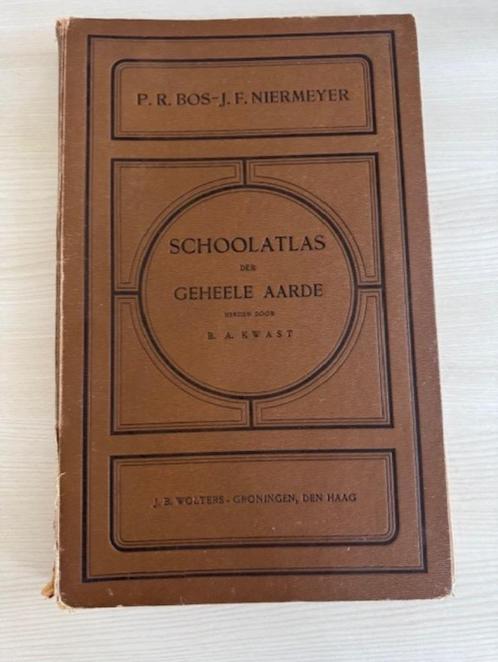 P. R. BOS-J. F. NIERMEYER
SCHOOLATLAS
DER
GEHEELE AARDE
HERZIEN DOOR
B. A. KWAST
J. B. WOLTERS - GRONINGEN, DEN HAAG